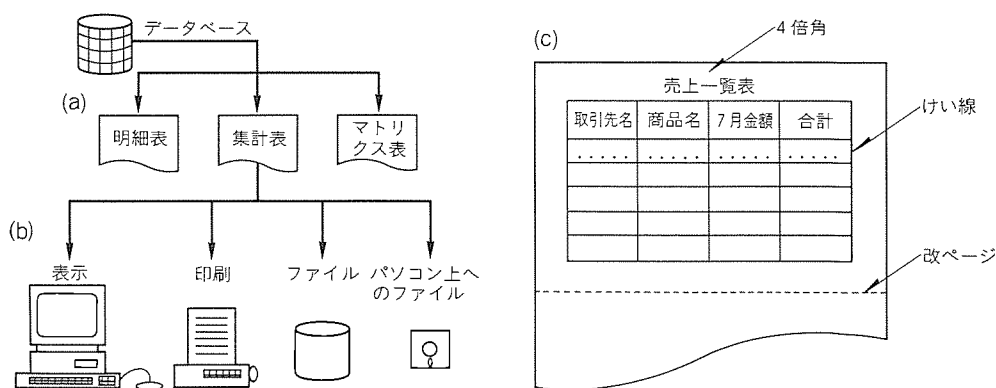 データベース
(a)
明細表
集計表
マトリ
クス表
(b)
表示
印刷
ファイル
パソコン上へ
のファイル
(c)
4倍角
売上一覧表
取引先名 商品名 7月金額 合計
..... ..... ..... .....
けい線
改ページ